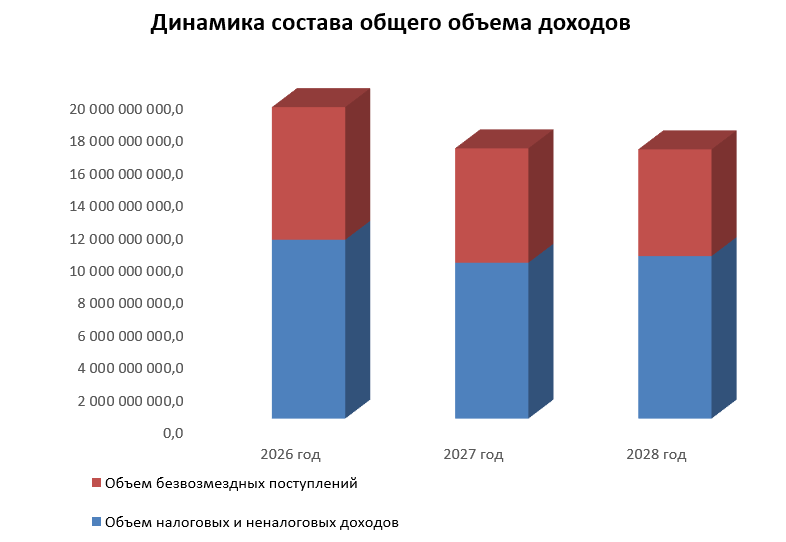 Динамика состава общего объема доходов
20 000 000 000,0
18 000 000 000,0
16 000 000 000,0
14 000 000 000,0
12 000 000 000,0
10 000 000 000,0
8 000 000 000,0
6 000 000 000,0
4 000 000 000,0
2 000 000 000,0
0,0
2026 год 2027 год 2028 год
Объем безвозмездных поступлений
Объем налоговых и неналоговых доходов